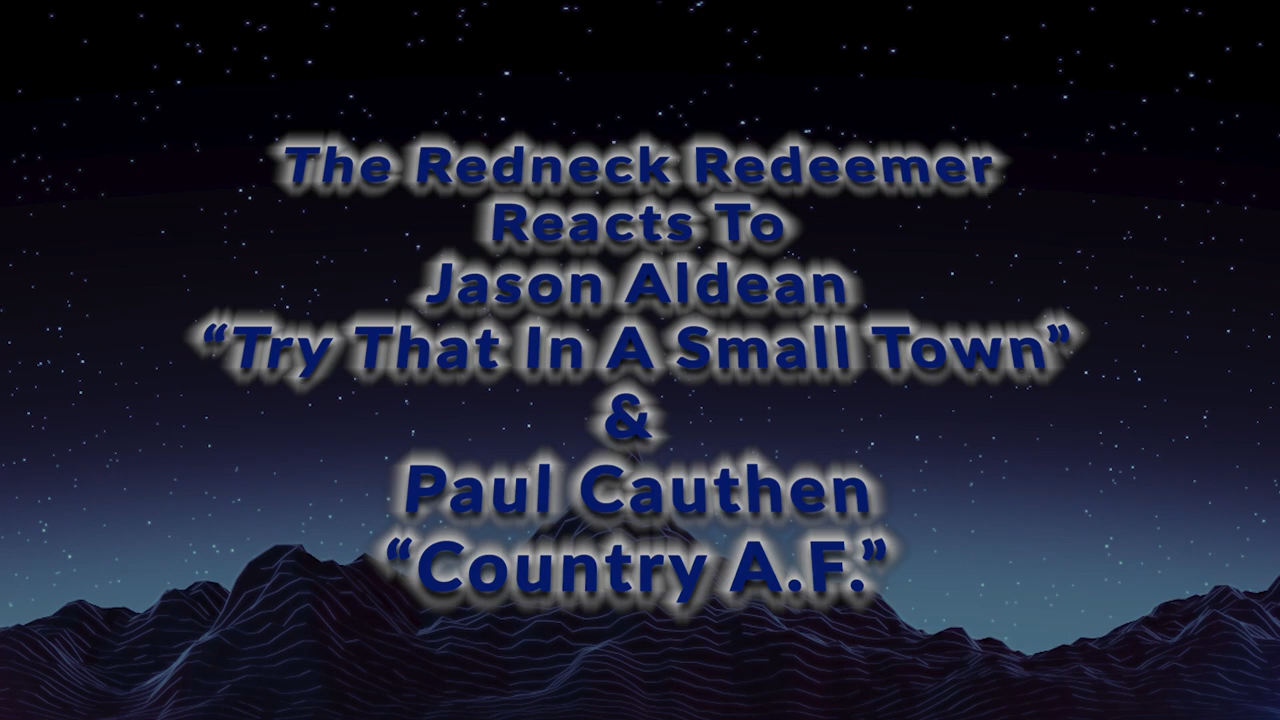 The Redneck Redeemer
Reacts To
Jason Aldean
“Try That In A Small Town”
&
Paul Cauthen
“Country A.F.”